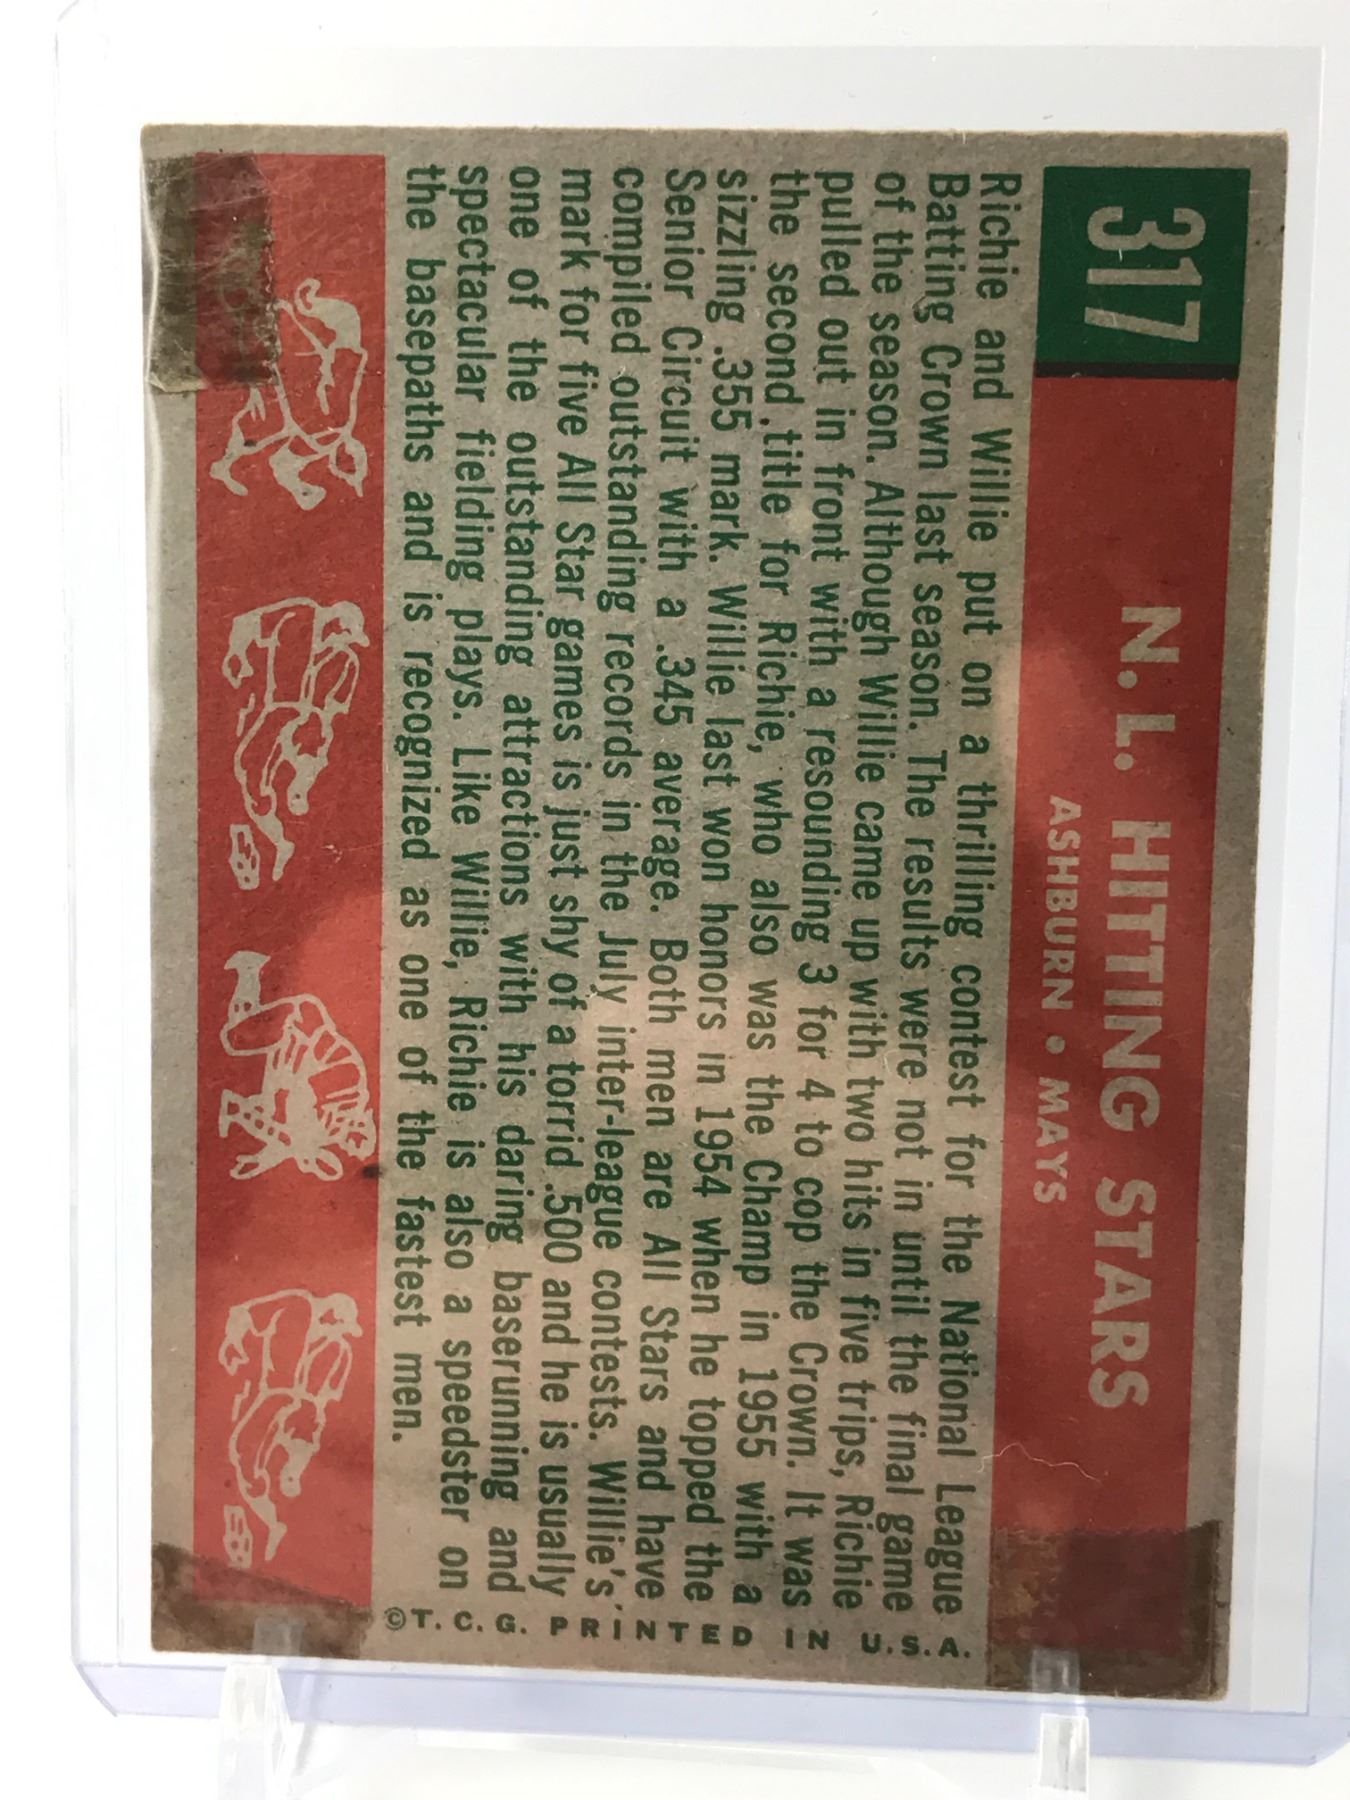 317
N. L. HITTING STARS
ASHBURN • MAYS
Richie and Willie put on a thrilling contest for the National League
Batting Crown last season. The results were not in until the final game
of the season. Although Willie came up with two hits in five trips, Richie
pulled out in front with a resounding 3 for 4 to cop the Crown. It was
the second title for Richie, who also was the Champ in 1955 with a
sizzling .355 mark. Willie last won honors in 1954 when he topped the
Senior Circuit with a .345 average. Both men are All Stars and have
compiled outstanding records in the July inter-league contests. Willie's
mark for five All Star games is just shy of a torrid .500 and he is usually
one of the outstanding attractions with his daring baserunning and
spectacular fielding plays. Like Willie, Richie is also a speedster on
the basepaths and is recognized as one of the fastest men.
©T. C. G. PRINTED IN U.S.A.